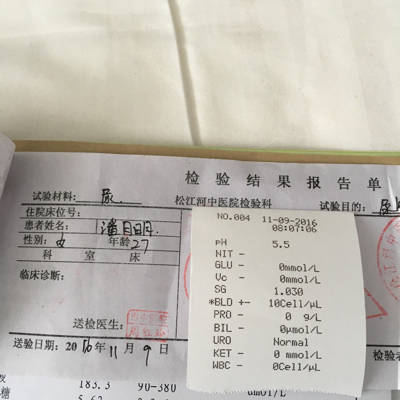 检验结果报告单
试验材料: 尿 松江河中医院检验科 试验目的: 尿
住院床位号:
患者姓名:
性别: 女 年龄 27
科 室 床
临床诊断:
送检医生:
送验日期: 2016年11月9日
检验者
NO.004 11-09-2016
08:07:06
pH 5.5
NIT -
GLU - 0mmol/L
Vc - 0mmol/L
SG 1.030
*BLD +- 10Cell/μL
PRO - 0 g/L
BIL - 0μmol/L
URO Normal
KET - 0 mmol/L
WBC - 0Cell/μL
183.3 90-380 umol/L
糖